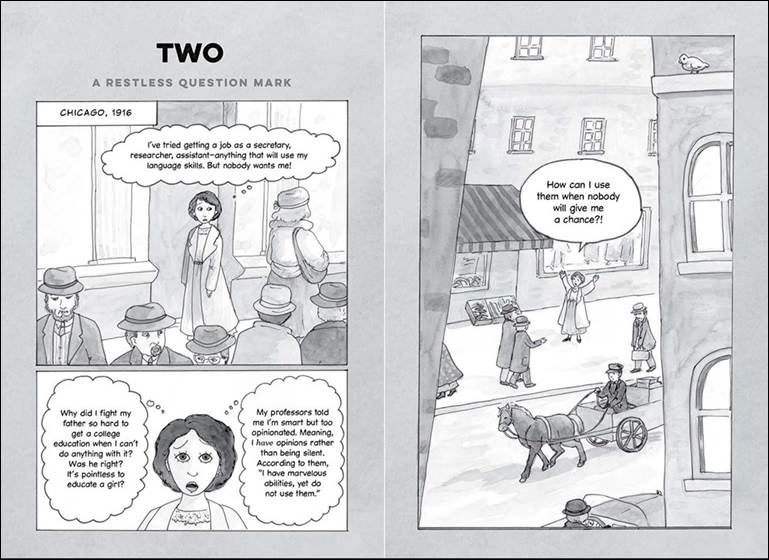 TWO
A RESTLESS QUESTION MARK
CHICAGO, 1916
I've tried getting a job as a secretary,
researcher, assistant–anything that will use my
language skills. But nobody wants me!
Why did I fight my
father so hard to
get a college
education when I can't
do anything with it?
Was he right?
It's pointless to
educate a girl?
My professors told
me I'm smart but too
opinionated. Meaning,
I have opinions rather
than being silent.
According to them,
"I have marvelous
abilities, yet do
not use them."
How can I use
them when nobody
will give me
a chance?!